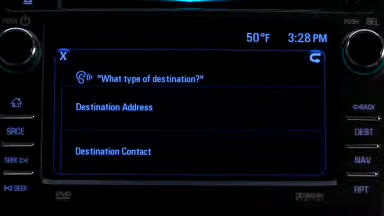 PUSH
PUSH SEL
50°F 3:28 PM
X
"What type of destination?"
Destination Address
Destination Contact
SRCE
SEEK
SEEK
BACK
DEST
NAV
RPT
DVD